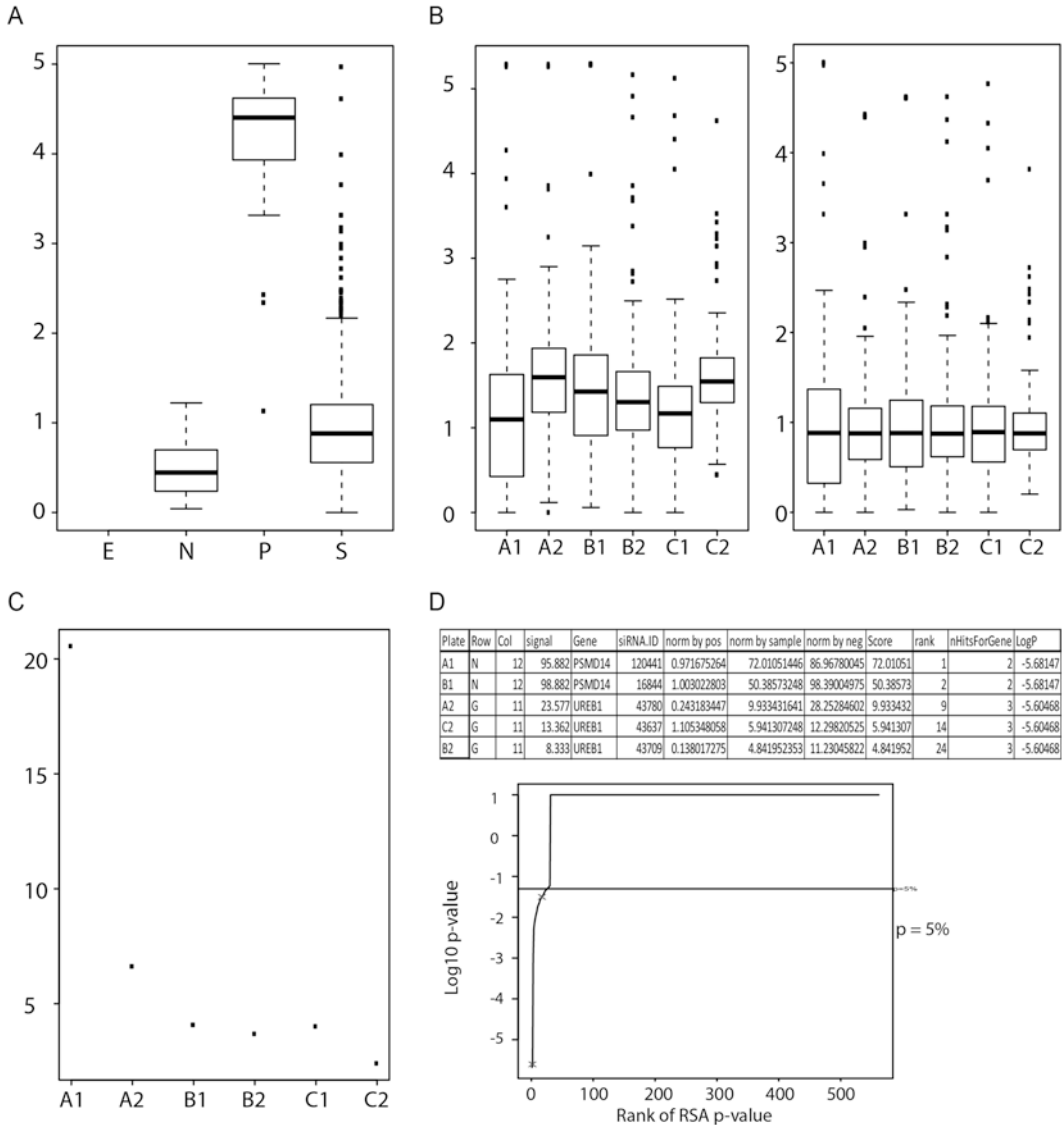 A
5
4
3
2
1
0
E N P S
B
5
4
3
2
1
0
A1 A2 B1 B2 C1 C2
5
4
3
2
1
0
A1 A2 B1 B2 C1 C2
C
20
15
10
5
A1 A2 B1 B2 C1 C2
D
Plate Row Col signal Gene siRNA.ID norm by pos norm by sample norm by neg Score rank nHitsForGene LogP
A1 N 12 95.882 PSMD14 120441 0.971675264 72.01051446 86.96780045 72.01051 1 2 -5.68147
B1 N 12 98.882 PSMD14 16844 1.003022803 50.38573248 98.39004975 50.38573 2 2 -5.68147
A2 G 11 23.577 UREB1 43780 0.243183447 9.933431641 28.25284602 9.933432 9 3 -5.60468
C2 G 11 13.362 UREB1 43637 1.105348058 5.941307248 12.29820525 5.941307 14 3 -5.60468
B2 G 11 8.333 UREB1 43709 0.138017275 4.841952353 11.23045822 4.841952 24 3 -5.60468
Log10 p-value
1
0
-1
-2
-3
-4
-5
p=5%
p = 5%
0 100 200 300 400 500
Rank of RSA p-value